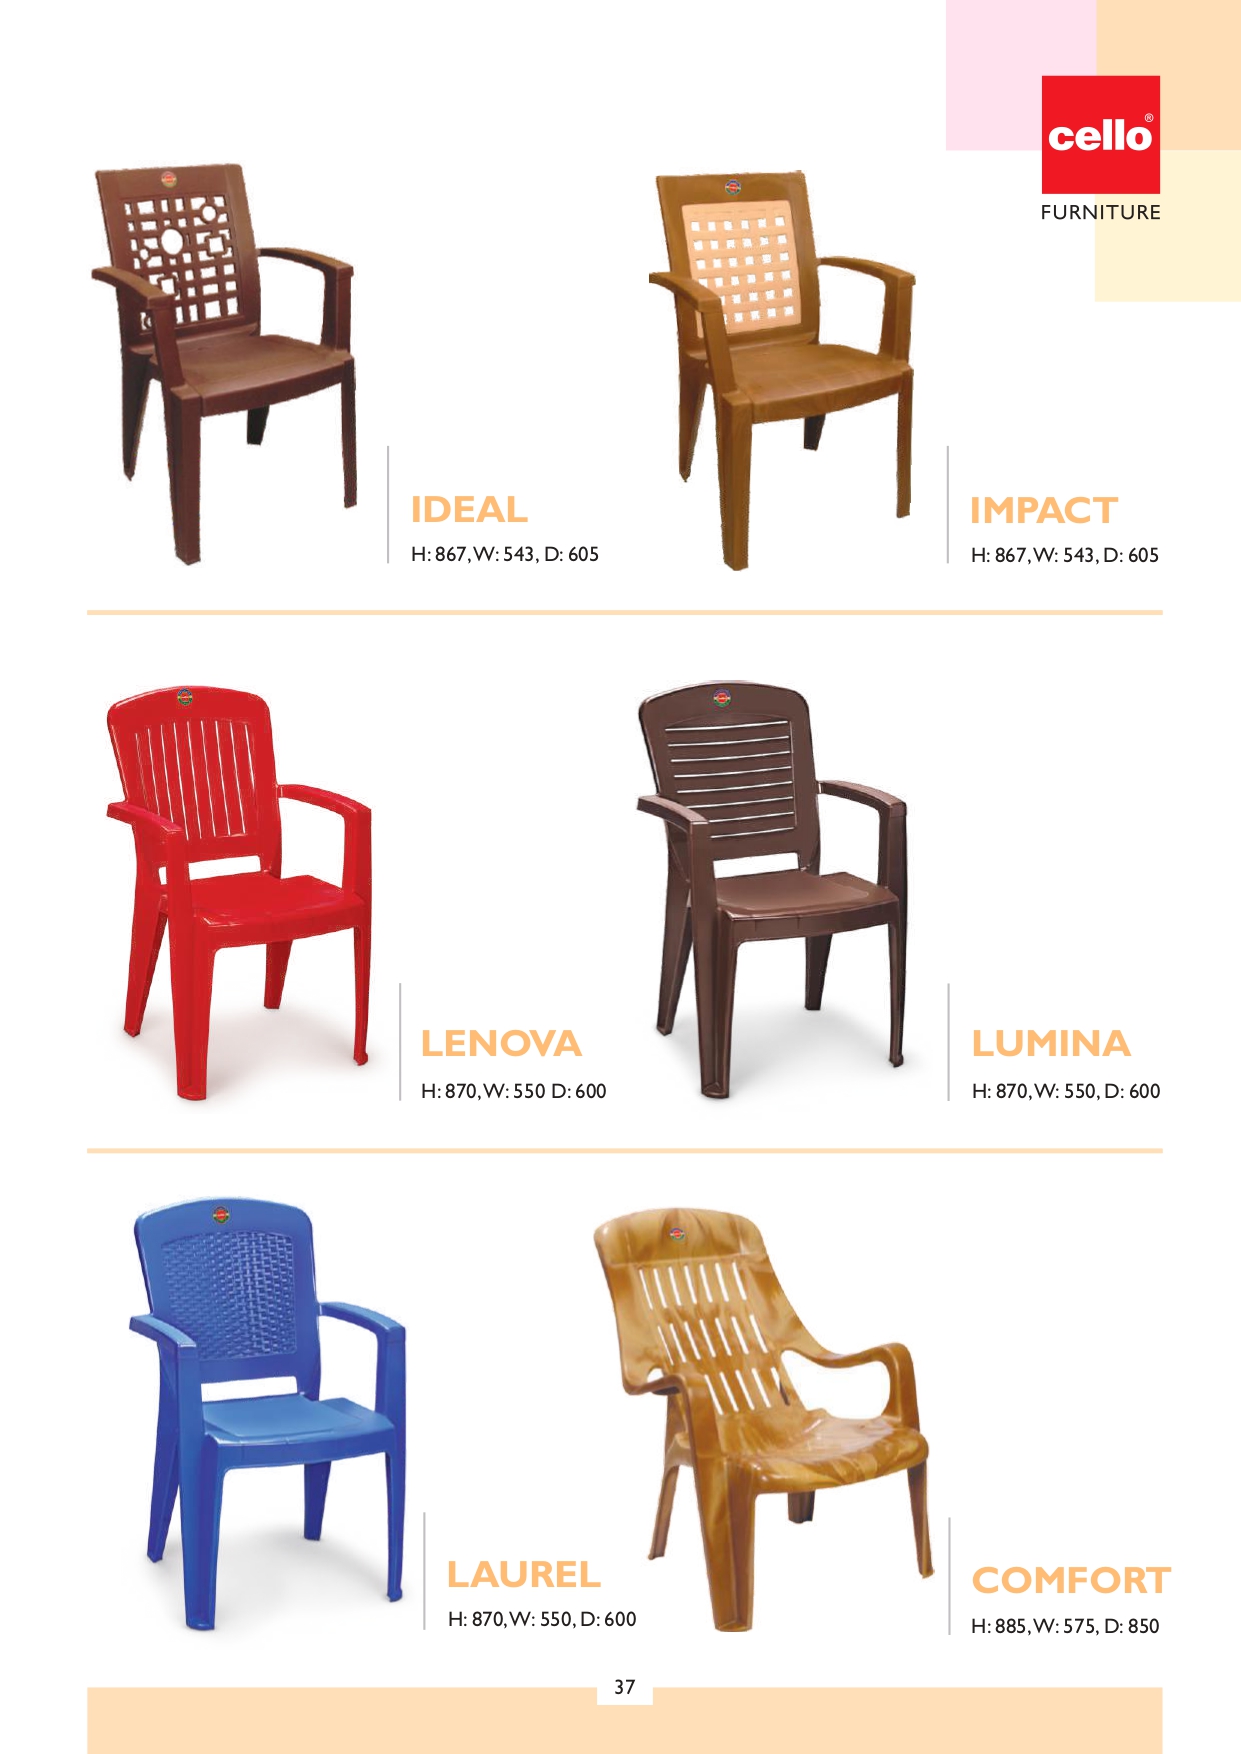 cello®
FURNITURE
IDEAL
H: 867, W: 543, D: 605
IMPACT
H: 867, W: 543, D: 605
LENOVA
H: 870, W: 550 D: 600
LUMINA
H: 870, W: 550, D: 600
LAUREL
H: 870, W: 550, D: 600
COMFORT
H: 885, W: 575, D: 850
37